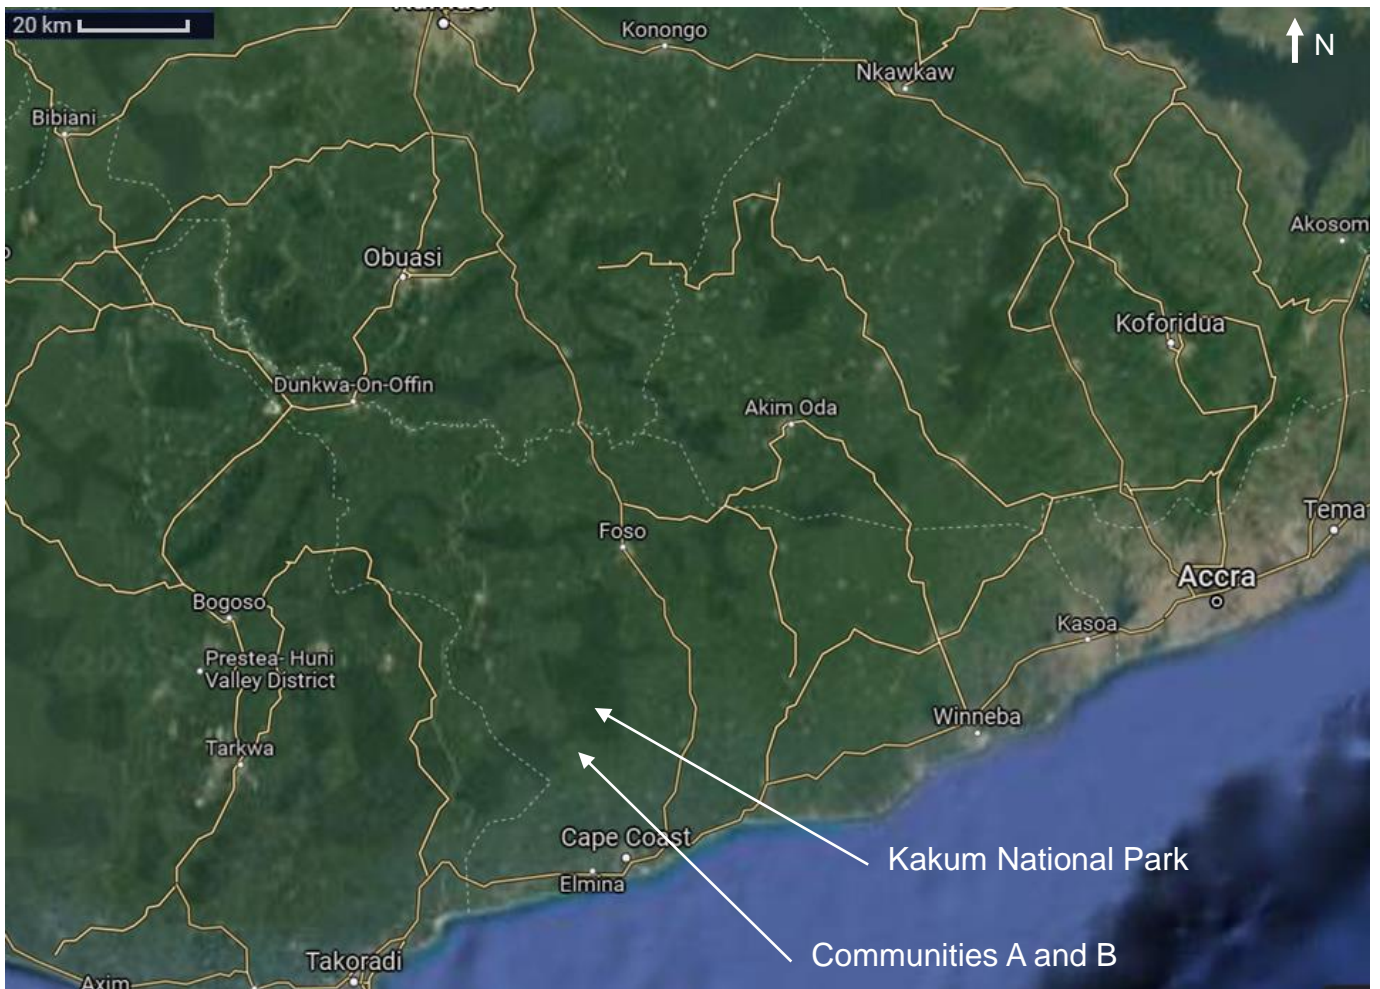 20 km
N
Konongo
Nkawkaw
Bibiani
Akosom
Obuasi
Koforidua
Dunkwa-On-Offin
Akim Oda
Foso
Tema
Accra
Bogoso
Kasoa
Prestea- Huni
Valley District
Winneba
Tarkwa
Cape Coast
Kakum National Park
Elmina
Communities A and B
Takoradi
Axim